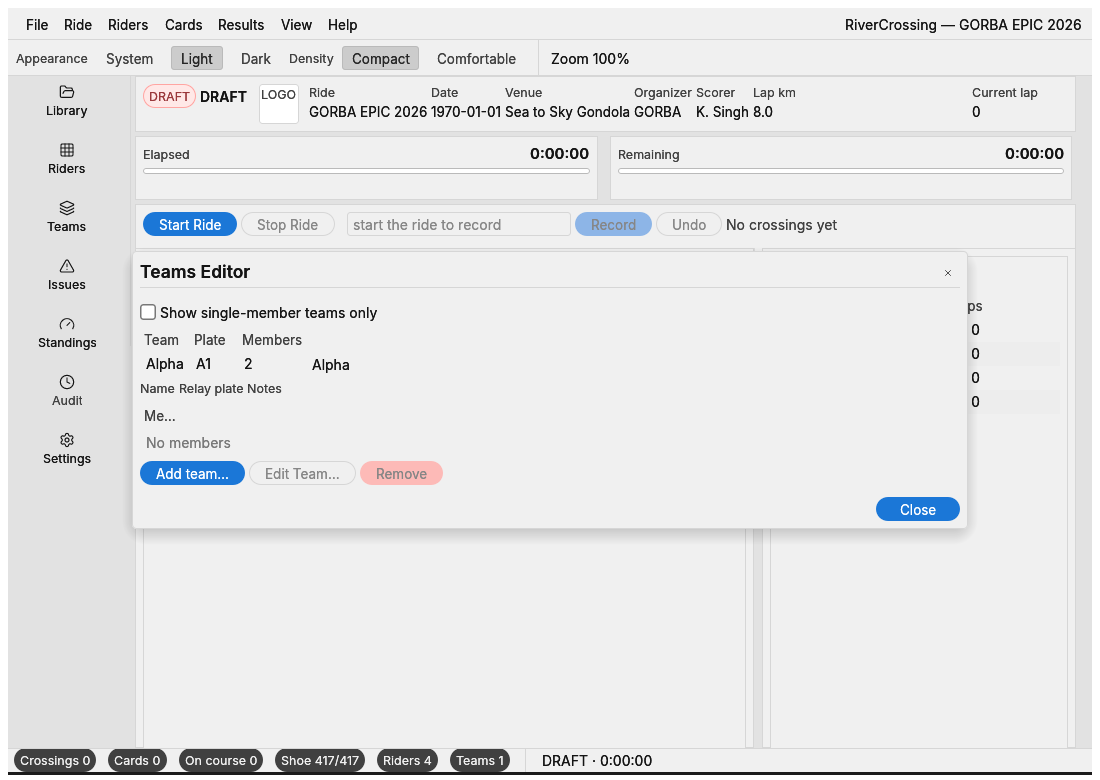 File Ride Riders Cards Results View Help RiverCrossing — GORBA EPIC 2026
Appearance System Light Dark Density Compact Comfortable Zoom 100%
Library
Riders
Teams
Issues
Standings
Audit
Settings
DRAFT DRAFT LOGO Ride Date Venue Organizer Scorer Lap km Current lap
GORBA EPIC 2026 1970-01-01 Sea to Sky Gondola GORBA K. Singh 8.0 0
Elapsed 0:00:00 Remaining 0:00:00
Start Ride Stop Ride start the ride to record Record Undo No crossings yet
Teams Editor ×
Show single-member teams only
Team Plate Members
Alpha A1 2 Alpha
Name Relay plate Notes
Me...
No members
Add team... Edit Team... Remove
Close
ps
0
0
0
0
Crossings 0 Cards 0 On course 0 Shoe 417/417 Riders 4 Teams 1 DRAFT · 0:00:00